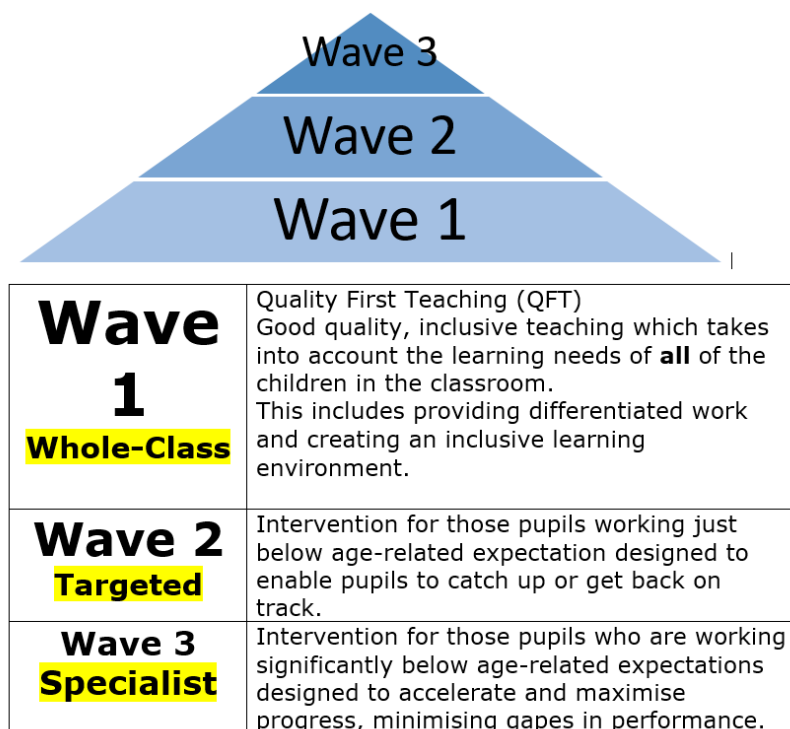 Wave 3
Wave 2
Wave 1
Wave
1
Whole-Class
Quality First Teaching (QFT)
Good quality, inclusive teaching which takes
into account the learning needs of all of the
children in the classroom.
This includes providing differentiated work
and creating an inclusive learning
environment.
Wave 2
Targeted
Intervention for those pupils working just
below age-related expectation designed to
enable pupils to catch up or get back on
track.
Wave 3
Specialist
Intervention for those pupils who are working
significantly below age-related expectations
designed to accelerate and maximise
progress, minimising gapes in performance.